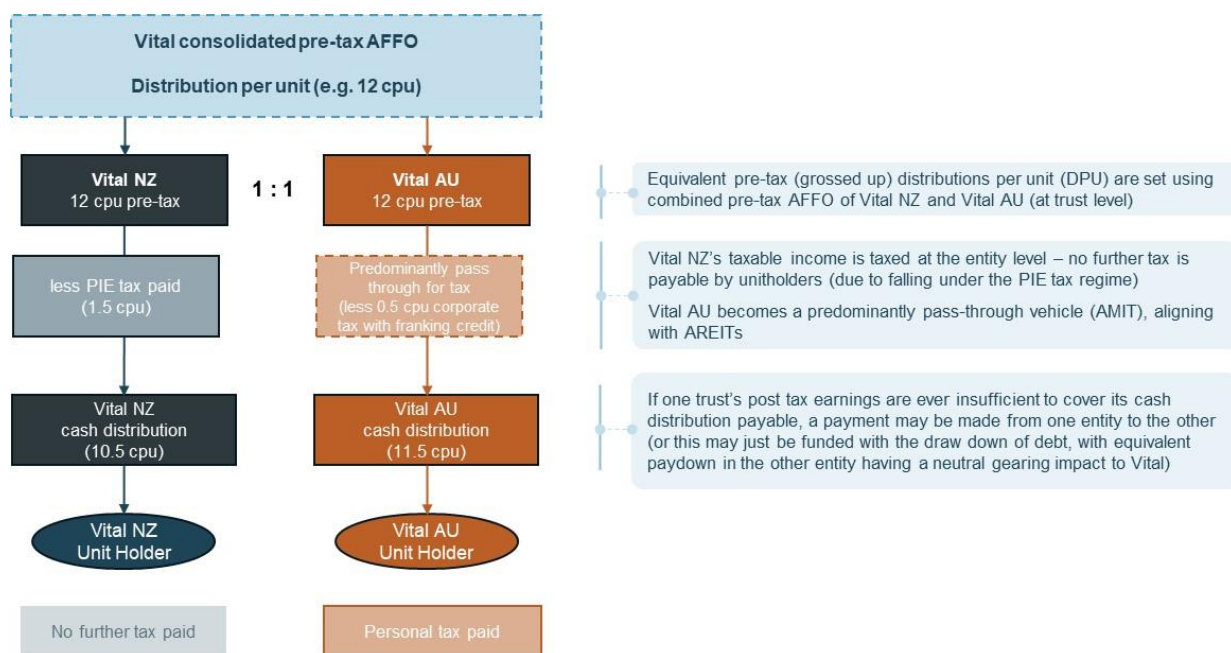 Vital consolidated pre-tax AFFO
Distribution per unit (e.g. 12 cpu)
Vital NZ
12 cpu pre-tax
1 : 1
Vital AU
12 cpu pre-tax
Equivalent pre-tax (grossed up) distributions per unit (DPU) are set using
combined pre-tax AFFO of Vital NZ and Vital AU (at trust level)
less PIE tax paid
(1.5 cpu)
Predominantly pass
through for tax
(less 0.5 cpu corporate
tax with franking credit)
Vital NZ's taxable income is taxed at the entity level – no further tax is
payable by unitholders (due to falling under the PIE tax regime)
Vital AU becomes a predominantly pass-through vehicle (AMIT), aligning
with AREITs
Vital NZ
cash distribution
(10.5 cpu)
Vital AU
cash distribution
(11.5 cpu)
If one trust's post tax earnings are ever insufficient to cover its cash
distribution payable, a payment may be made from one entity to the other
(or this may just be funded with the draw down of debt, with equivalent
paydown in the other entity having a neutral gearing impact to Vital)
Vital NZ
Unit Holder
Vital AU
Unit Holder
No further tax paid
Personal tax paid